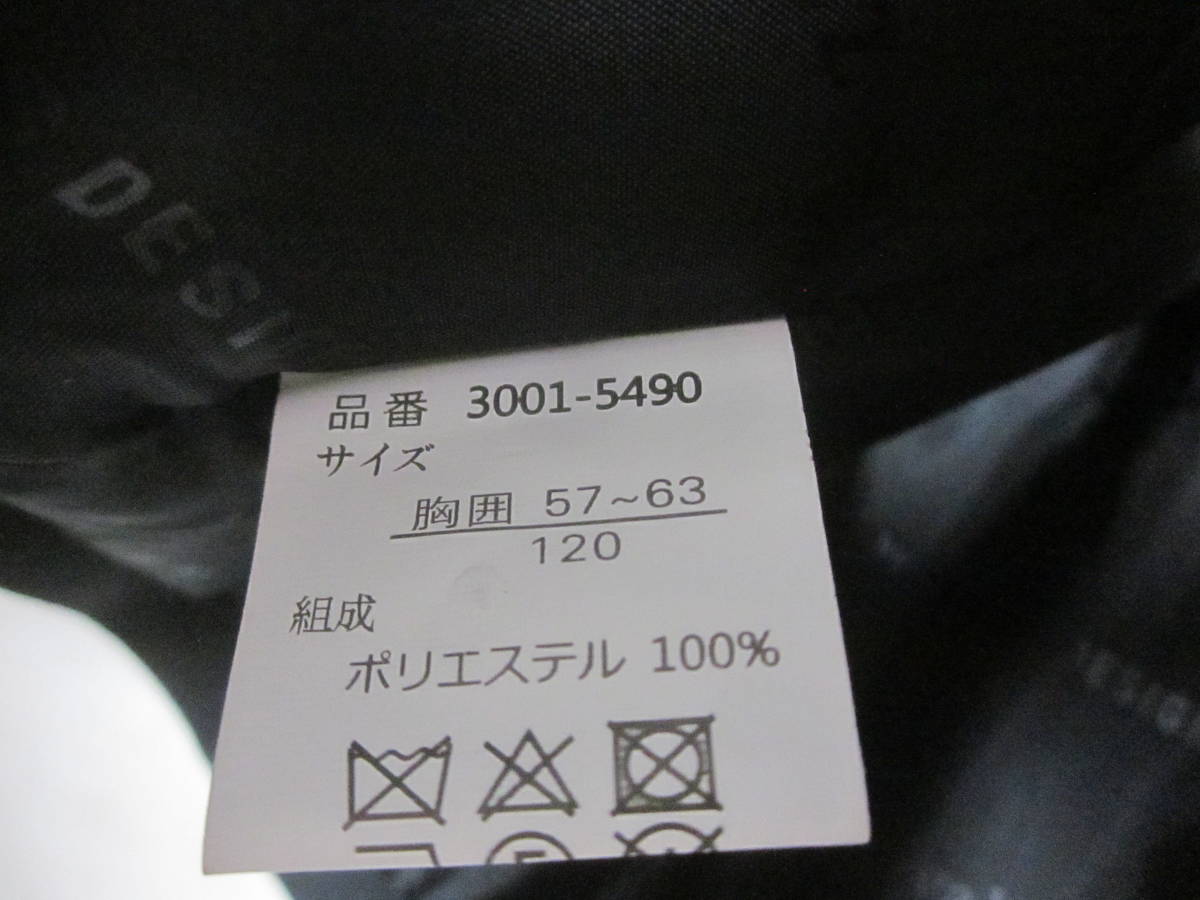 DESI
品番 3001-5490
サイズ
胸囲 57~63
120
組成
ポリエステル 100%